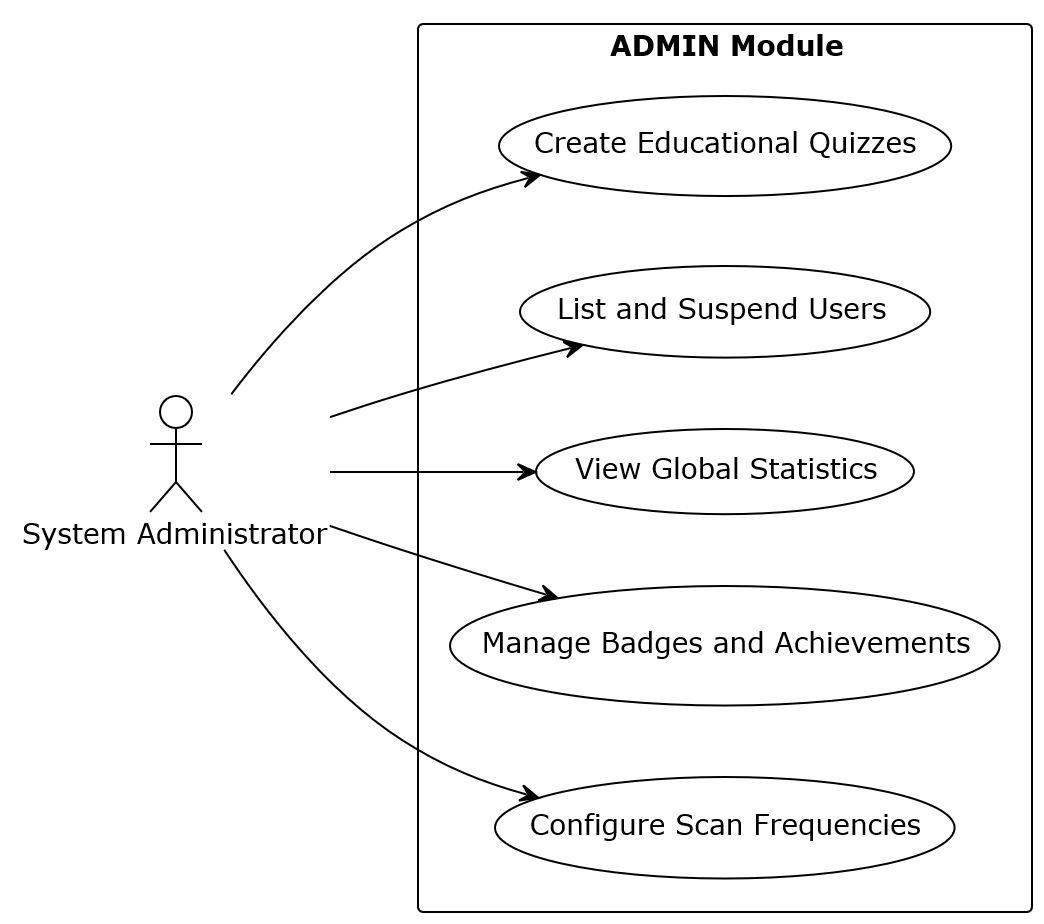 ADMIN Module
Create Educational Quizzes
List and Suspend Users
View Global Statistics
System Administrator
Manage Badges and Achievements
Configure Scan Frequencies